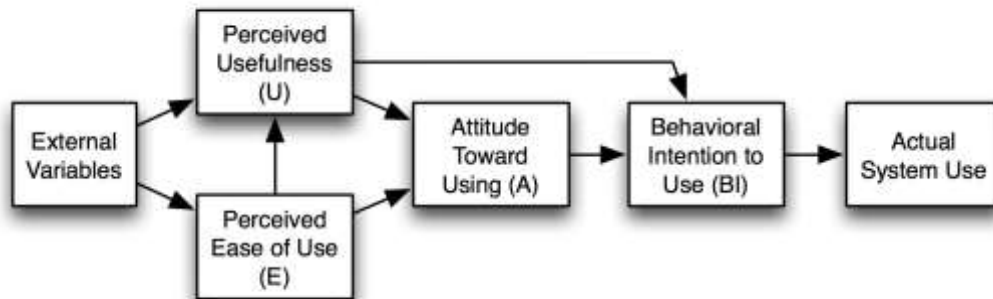 Perceived
Usefulness
(U)
External
Variables
Perceived
Ease of Use
(E)
Attitude
Toward
Using (A)
Behavioral
Intention to
Use (BI)
Actual
System Use